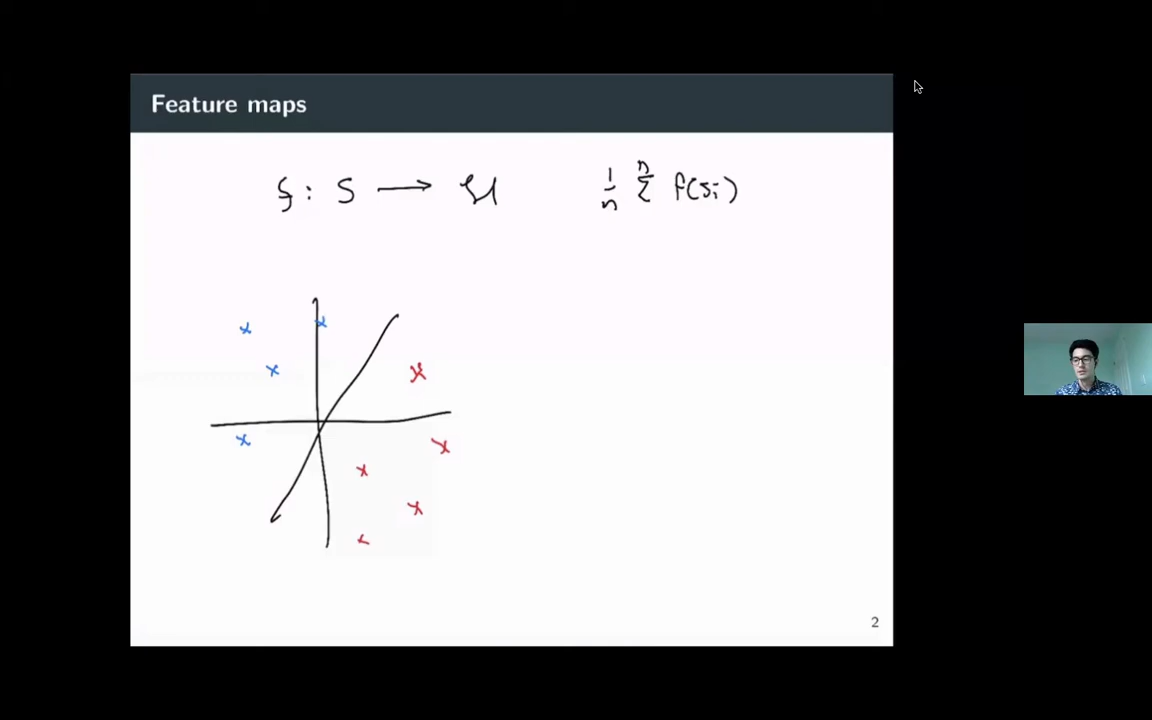 Feature maps
f : S → H 1/n Σ^n f(si)
2